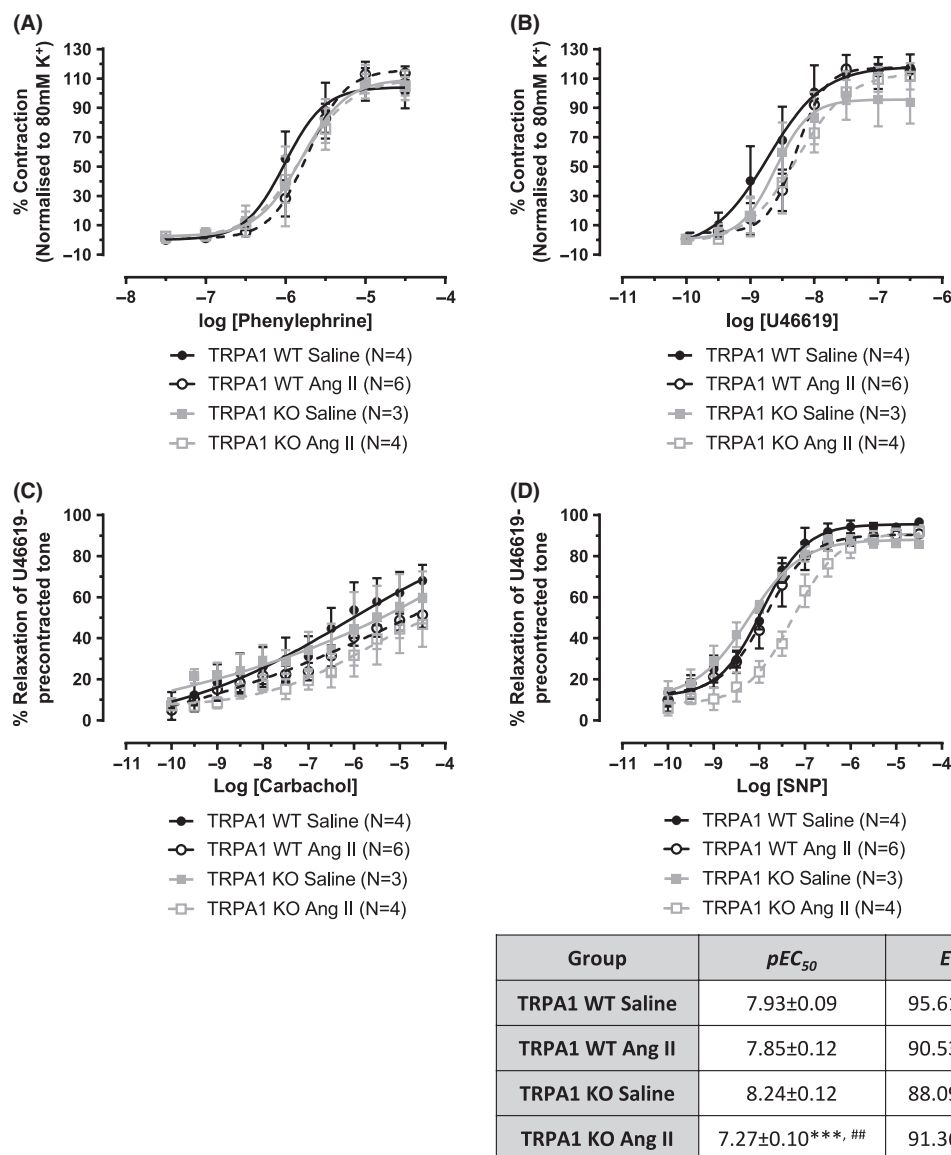 (A)
% Contraction
(Normalised to 80mM K⁺)
130
110
90
70
50
30
10
−10
−8 −7 −6 −5 −4
log [Phenylephrine]
TRPA1 WT Saline (N=4)
TRPA1 WT Ang II (N=6)
TRPA1 KO Saline (N=3)
TRPA1 KO Ang II (N=4)
(B)
% Contraction
(Normalised to 80mM K⁺)
130
110
90
70
50
30
10
−10
−11 −10 −9 −8 −7 −6
log [U46619]
TRPA1 WT Saline (N=4)
TRPA1 WT Ang II (N=6)
TRPA1 KO Saline (N=3)
TRPA1 KO Ang II (N=4)
(C)
% Relaxation of U46619-
precontracted tone
100
80
60
40
20
0
−11 −10 −9 −8 −7 −6 −5 −4
Log [Carbachol]
TRPA1 WT Saline (N=4)
TRPA1 WT Ang II (N=6)
TRPA1 KO Saline (N=3)
TRPA1 KO Ang II (N=4)
(D)
% Relaxation of U46619-
precontracted tone
100
80
60
40
20
0
−11 −10 −9 −8 −7 −6 −5 −4
Log [SNP]
TRPA1 WT Saline (N=4)
TRPA1 WT Ang II (N=6)
TRPA1 KO Saline (N=3)
TRPA1 KO Ang II (N=4)
Group pEC₅₀ E
TRPA1 WT Saline 7.93±0.09 95.61
TRPA1 WT Ang II 7.85±0.12 90.53
TRPA1 KO Saline 8.24±0.12 88.09
TRPA1 KO Ang II 7.27±0.10***, ## 91.36